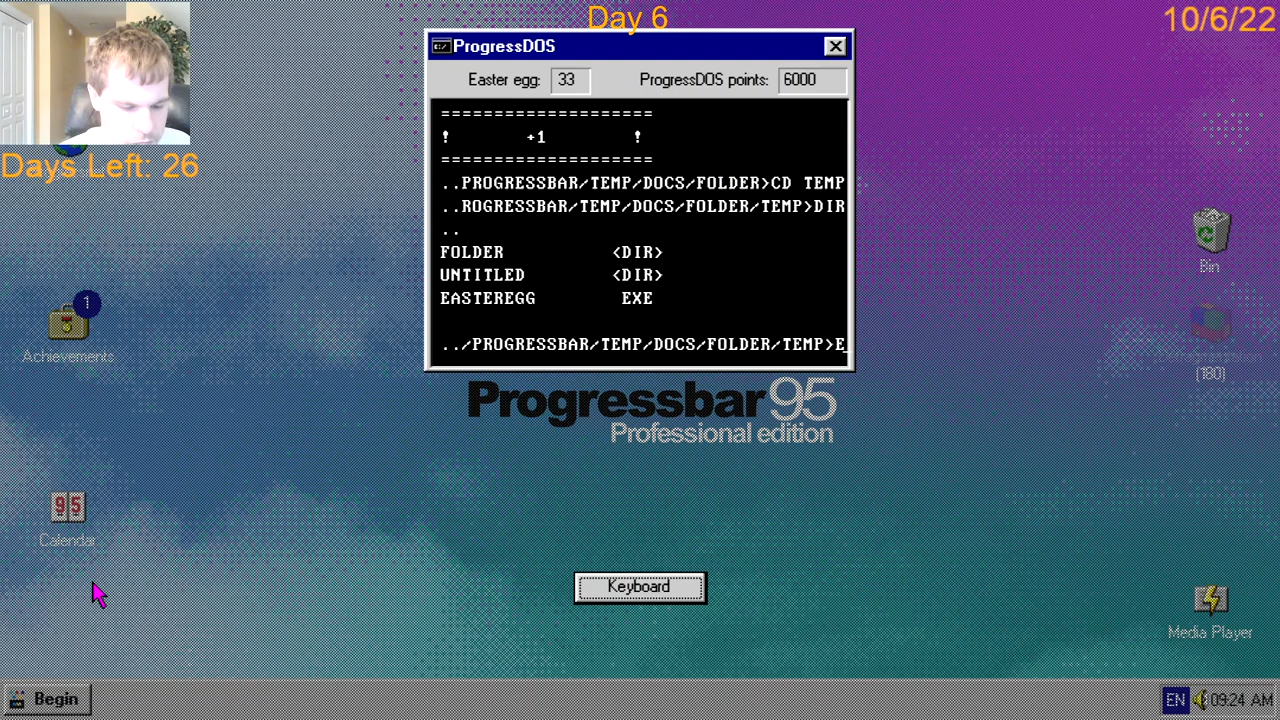 Day 6
10/6/22
Days Left: 26
ProgressDOS
Easter egg: 33
ProgressDOS points: 6000
====================
! +1 !
====================
..PROGRESSBAR/TEMP/DOCS/FOLDER>CD TEMP
..ROGRESSBAR/TEMP/DOCS/FOLDER/TEMP>DIR
..
FOLDER <DIR>
UNTITLED <DIR>
EASTEREGG EXE
../PROGRESSBAR/TEMP/DOCS/FOLDER/TEMP>E_
1
Achievements
Calendar
Bin
(180)
Media Player
Progressbar95
Professional edition
Keyboard
Begin
EN 09:24 AM